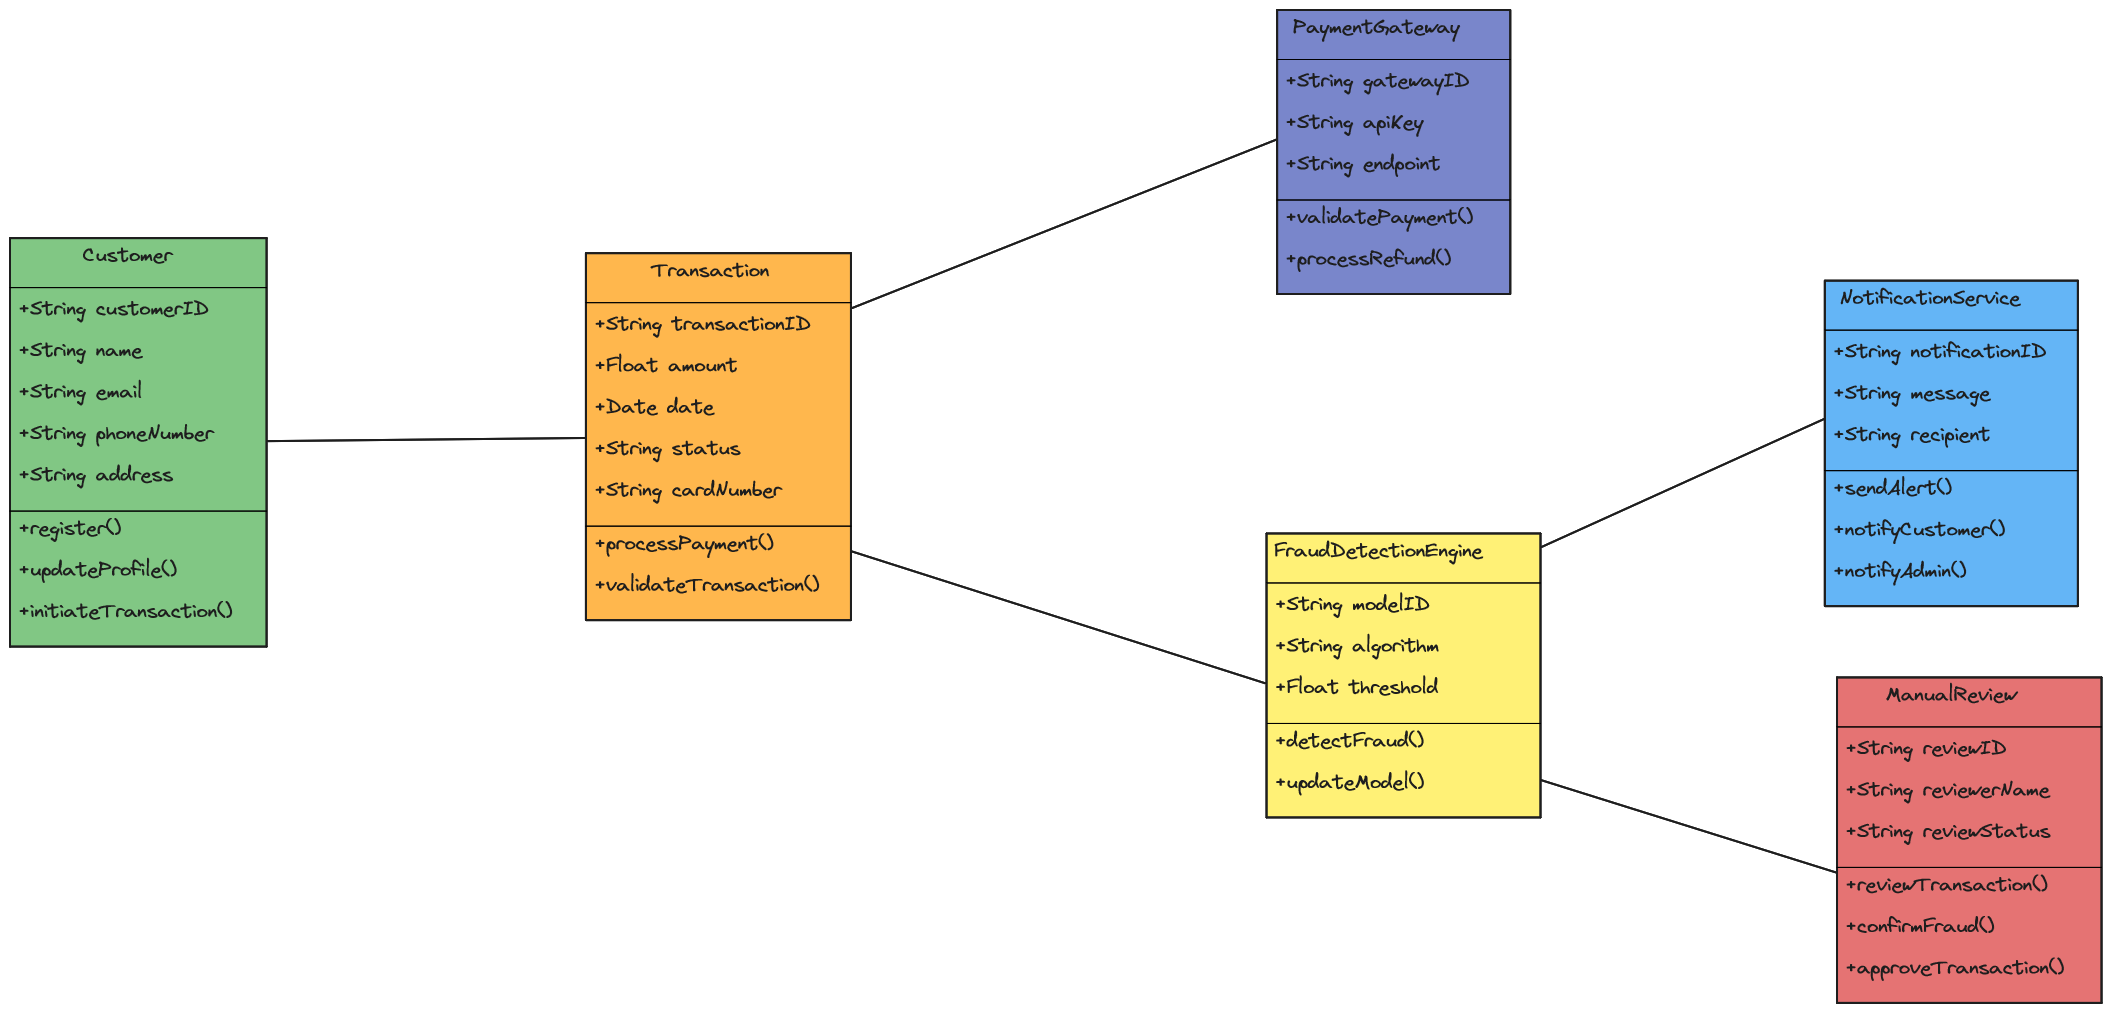 Customer
+String customerID
+String name
+String email
+String phoneNumber
+String address
+register()
+updateProfile()
+initiateTransaction()
Transaction
+String transactionID
+Float amount
+Date date
+String status
+String cardNumber
+processPayment()
+validateTransaction()
PaymentGateway
+String gatewayID
+String apiKey
+String endpoint
+validatePayment()
+processRefund()
FraudDetectionEngine
+String modelID
+String algorithm
+Float threshold
+detectFraud()
+updateModel()
NotificationService
+String notificationID
+String message
+String recipient
+sendAlert()
+notifyCustomer()
+notifyAdmin()
ManualReview
+String reviewID
+String reviewerName
+String reviewStatus
+reviewTransaction()
+confirmFraud()
+approveTransaction()